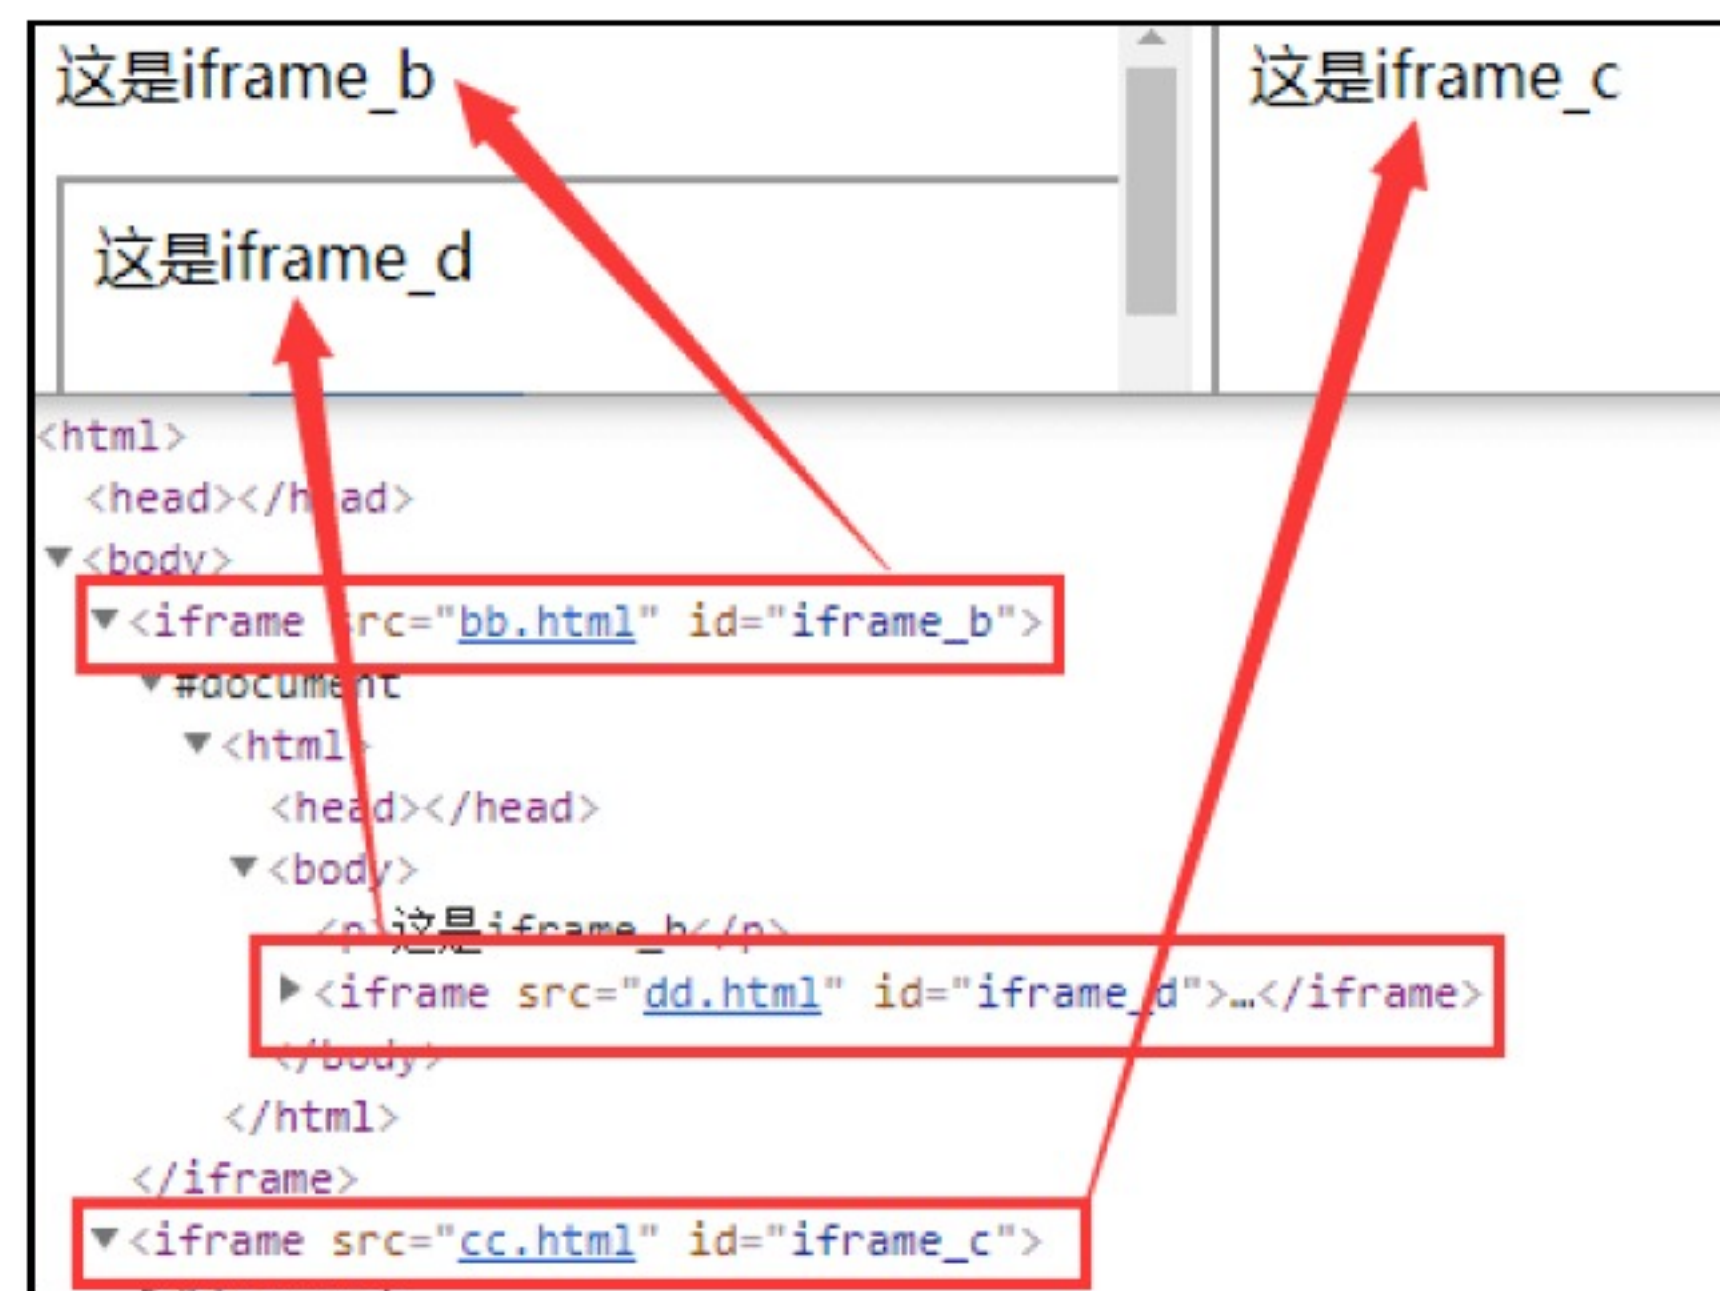 这是iframe_b
这是iframe_c
这是iframe_d
<html>
<head></head>
<body>
<iframe src="bb.html" id="iframe_b">
#document
<html>
<head></head>
<body>
<p>这是iframe_b</p>
<iframe src="dd.html" id="iframe_d">…</iframe>
</body>
</html>
</iframe>
<iframe src="cc.html" id="iframe_c">